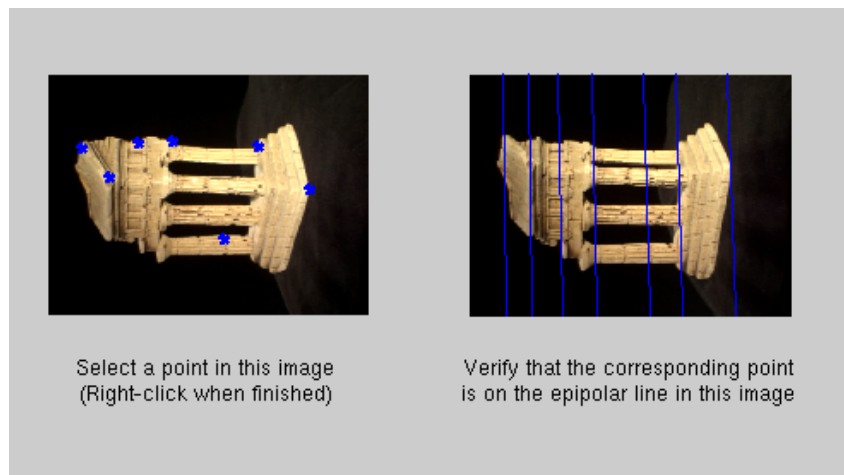 Select a point in this image
(Right-click when finished)
Verify that the corresponding point
is on the epipolar line in this image